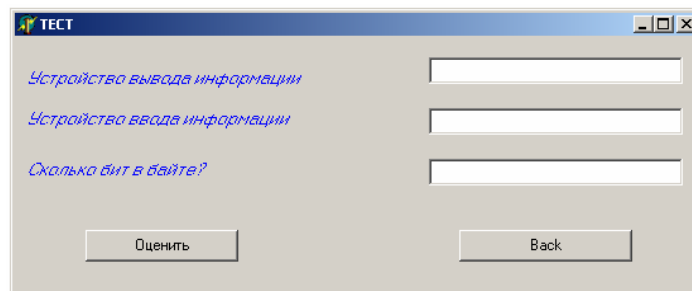 ТЕСТ
Устройство вывода информации
Устройство ввода информации
Сколько бит в байте?
Оценить Back